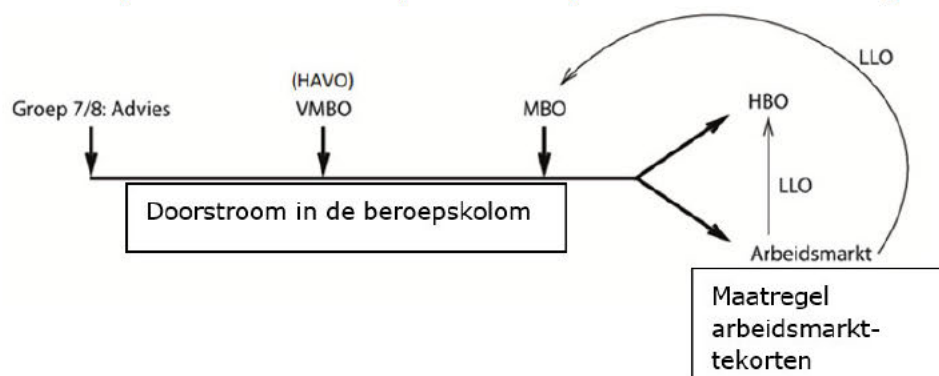 LLO
(HAVO)
Groep 7/8: Advies
VMBO
MBO
HBO
LLO
Doorstroom in de beroepskolom
Arbeidsmarkt
Maatregel
arbeidsmarkt-
tekorten